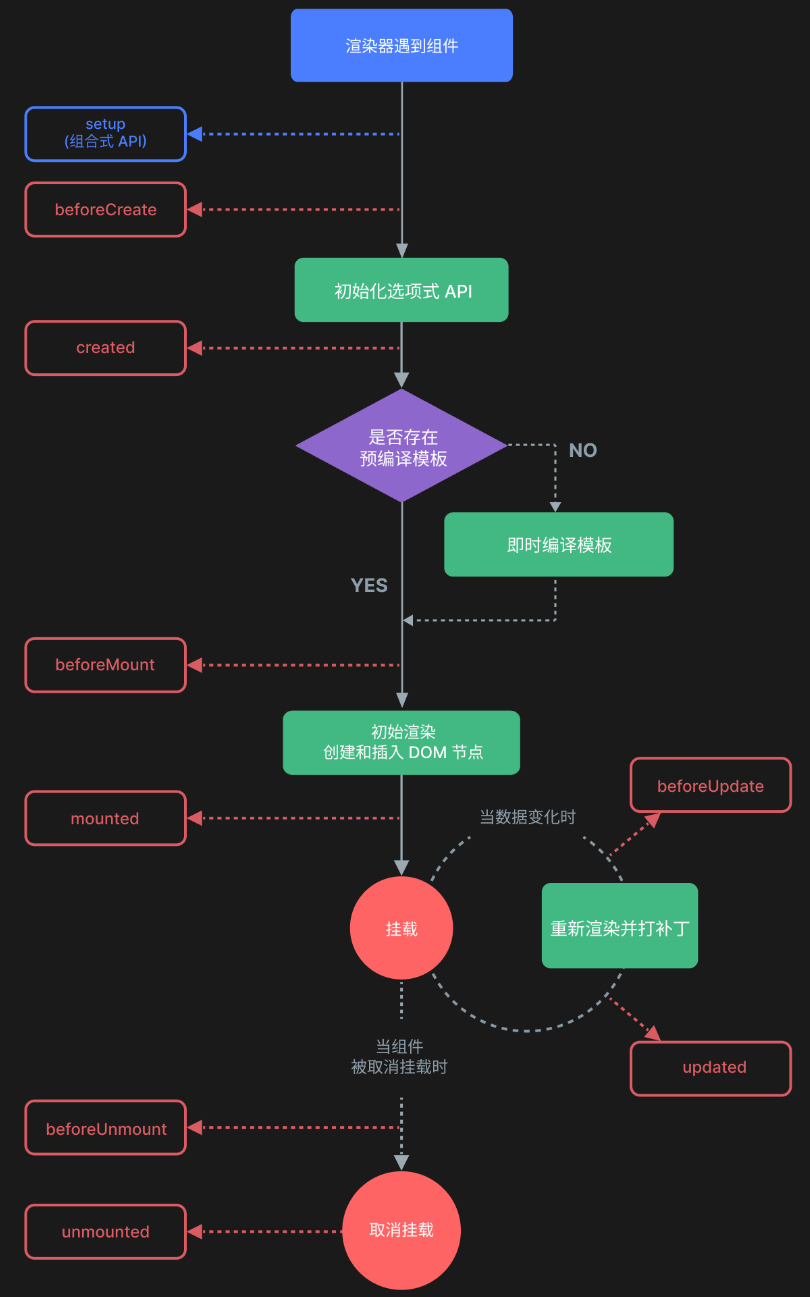 渲染器遇到组件
setup
(组合式 API)
beforeCreate
初始化选项式 API
created
是否存在
预编译模板
NO
即时编译模板
YES
beforeMount
初始渲染
创建和插入 DOM 节点
beforeUpdate
mounted
当数据变化时
挂载
重新渲染并打补丁
当组件
被取消挂载时
updated
beforeUnmount
取消挂载
unmounted